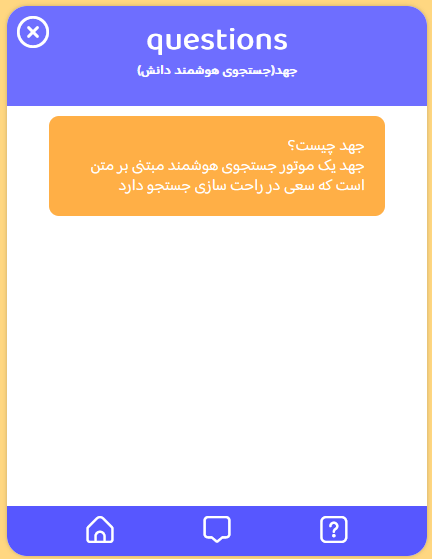 questions
جهد(جستجوی هوشمند دانش)
جهد چیست؟
جهد یک موتور جستجوی هوشمند مبتنی بر متن
است که سعی در راحت سازی جستجو دارد